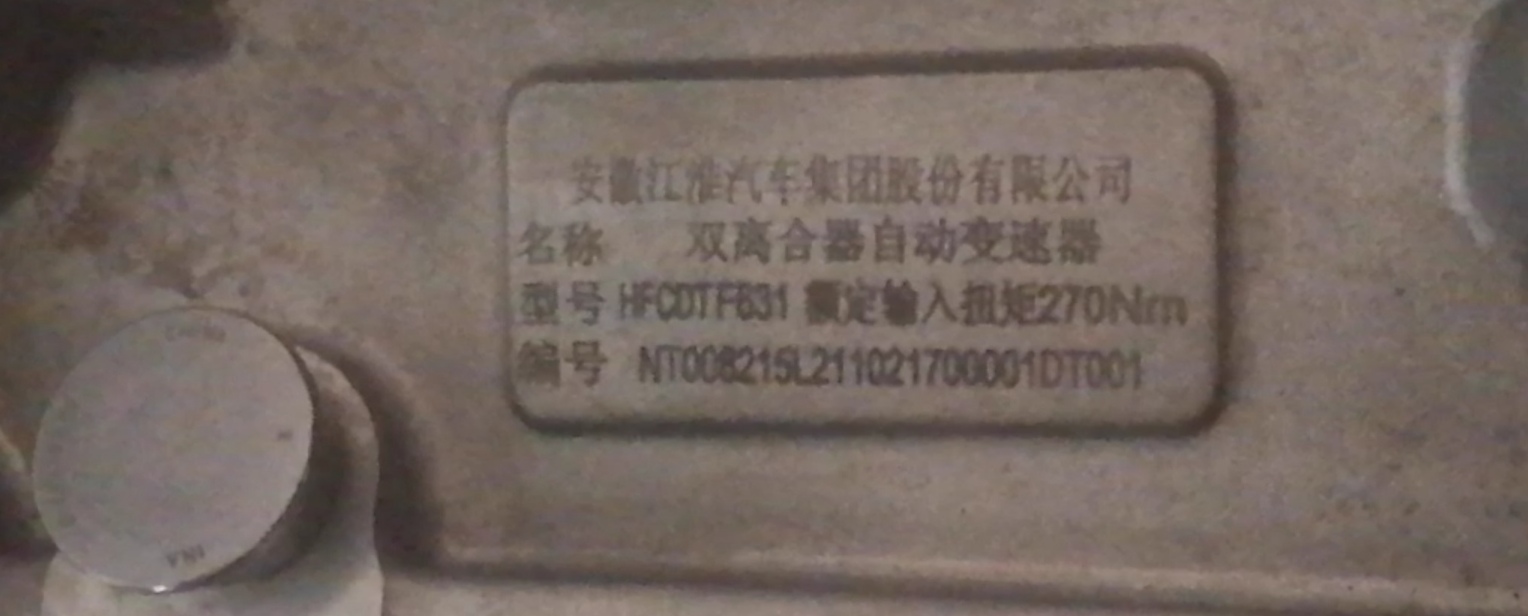 安徽江淮汽车集团股份有限公司
名称 双离合器自动变速器
型号 HFCDTF631 额定输入扭矩270Nm
编号 NT008215L211021700001DT001
INA